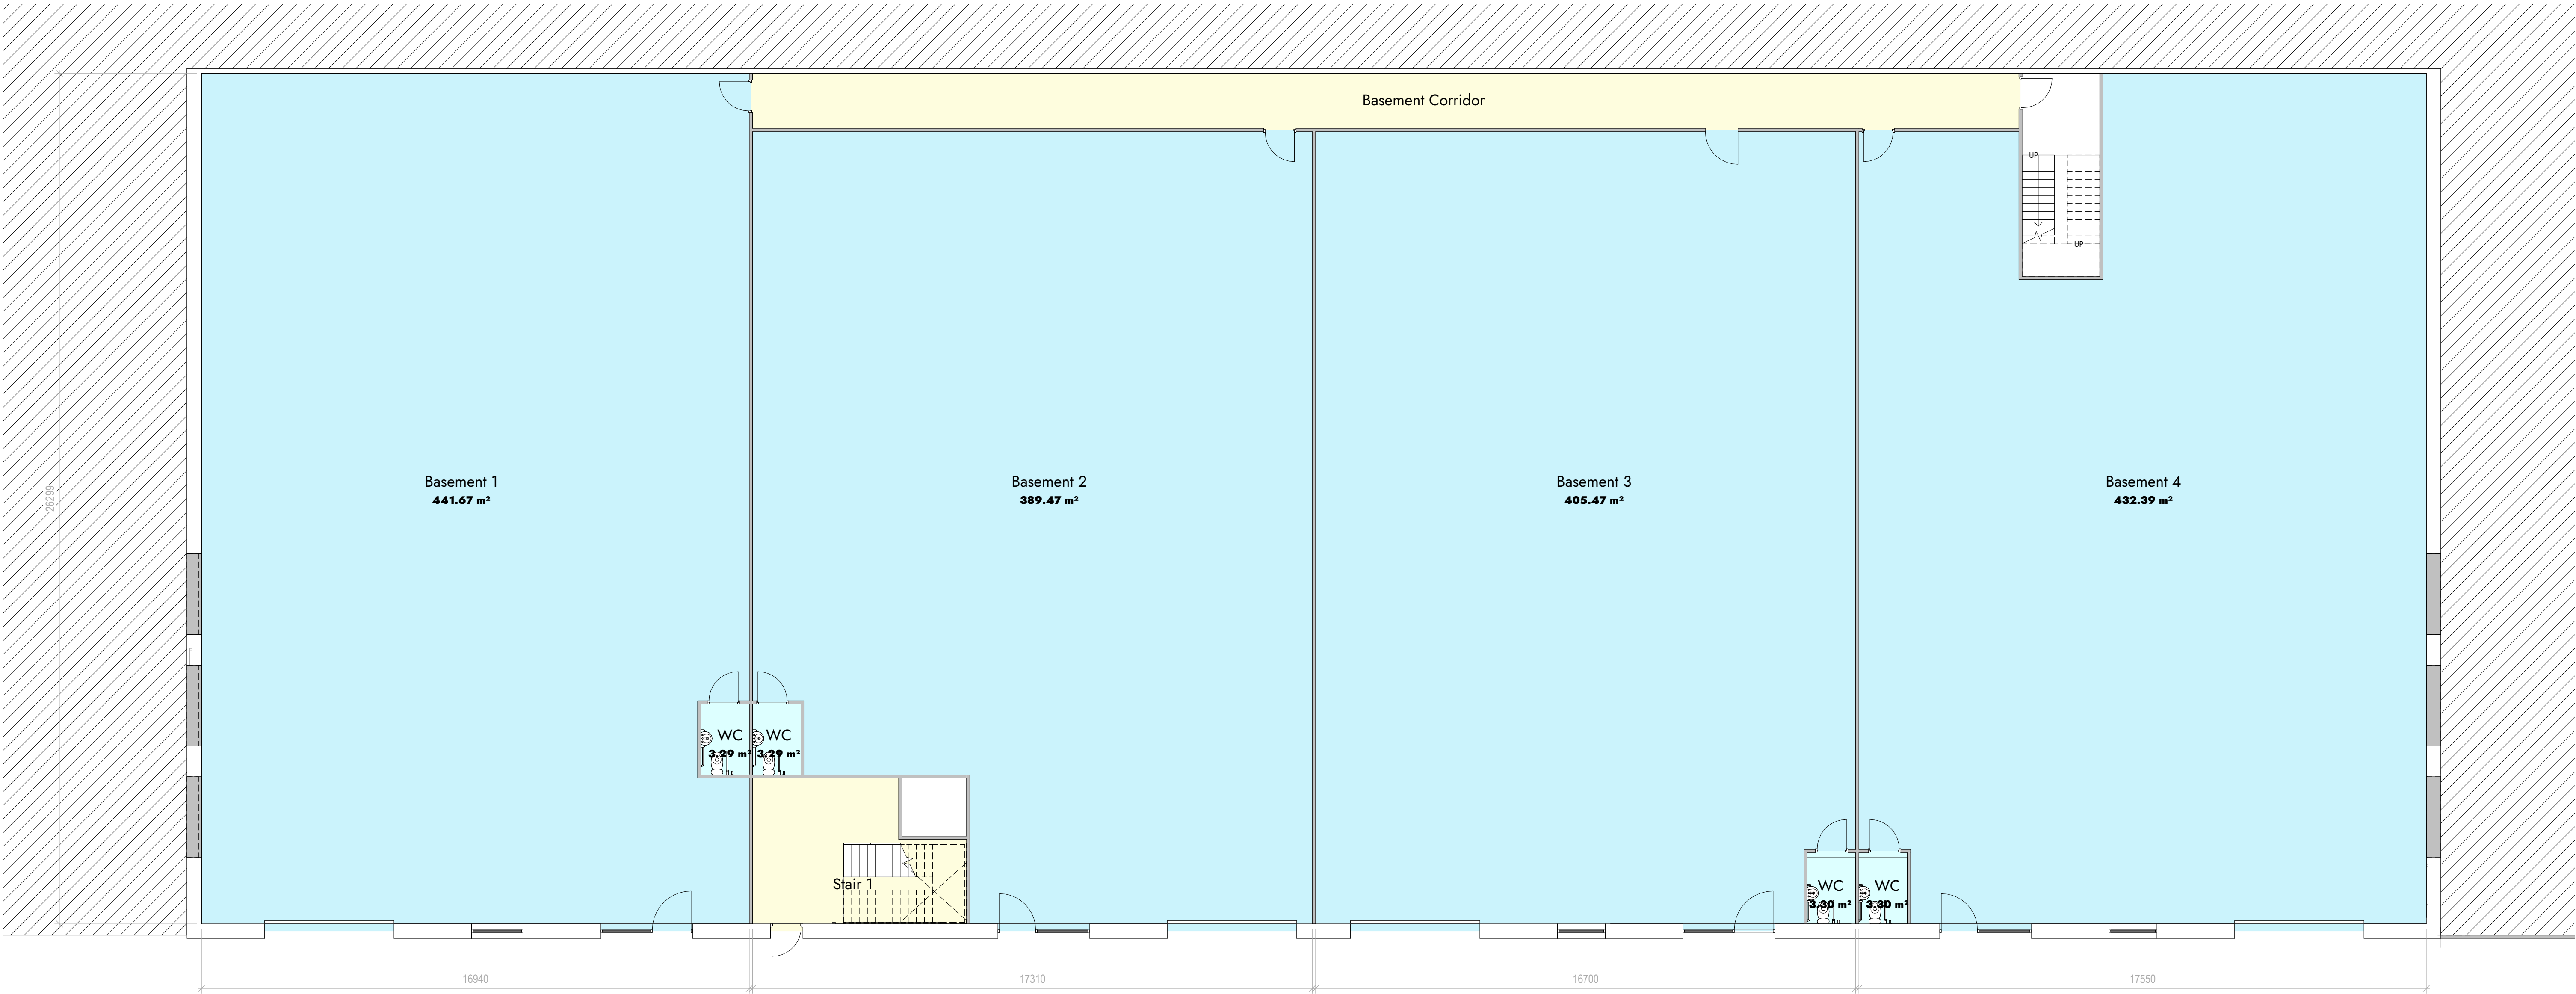 Basement Corridor
UP
UP
Basement 1
441.67 m²
Basement 2
389.47 m²
Basement 3
405.47 m²
Basement 4
432.39 m²
26299
WC
3.29 m²
WC
3.29 m²
Stair 1
WC
3.30 m²
WC
3.30 m²
16940
17310
16700
17550